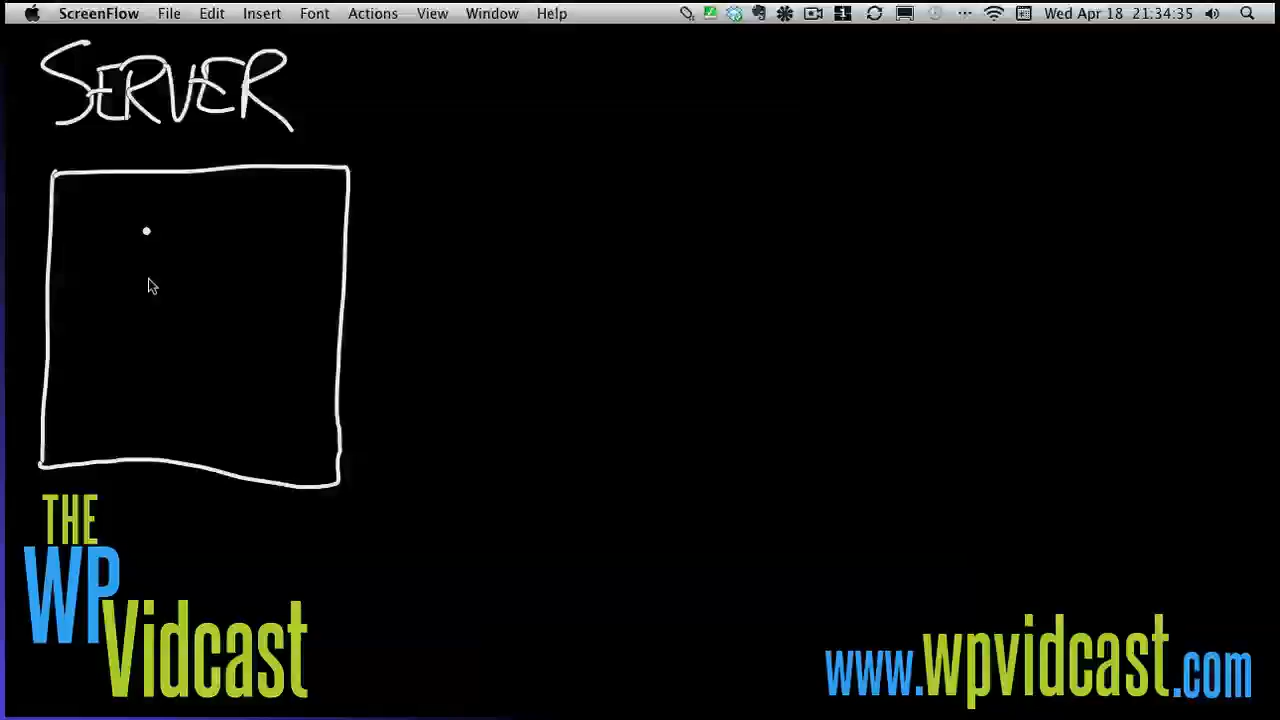 ScreenFlow File Edit Insert Font Actions View Window Help 1 Wed Apr 18 21:34:35
SERVER
THE
WP
Vidcast
www.wpvidcast.com